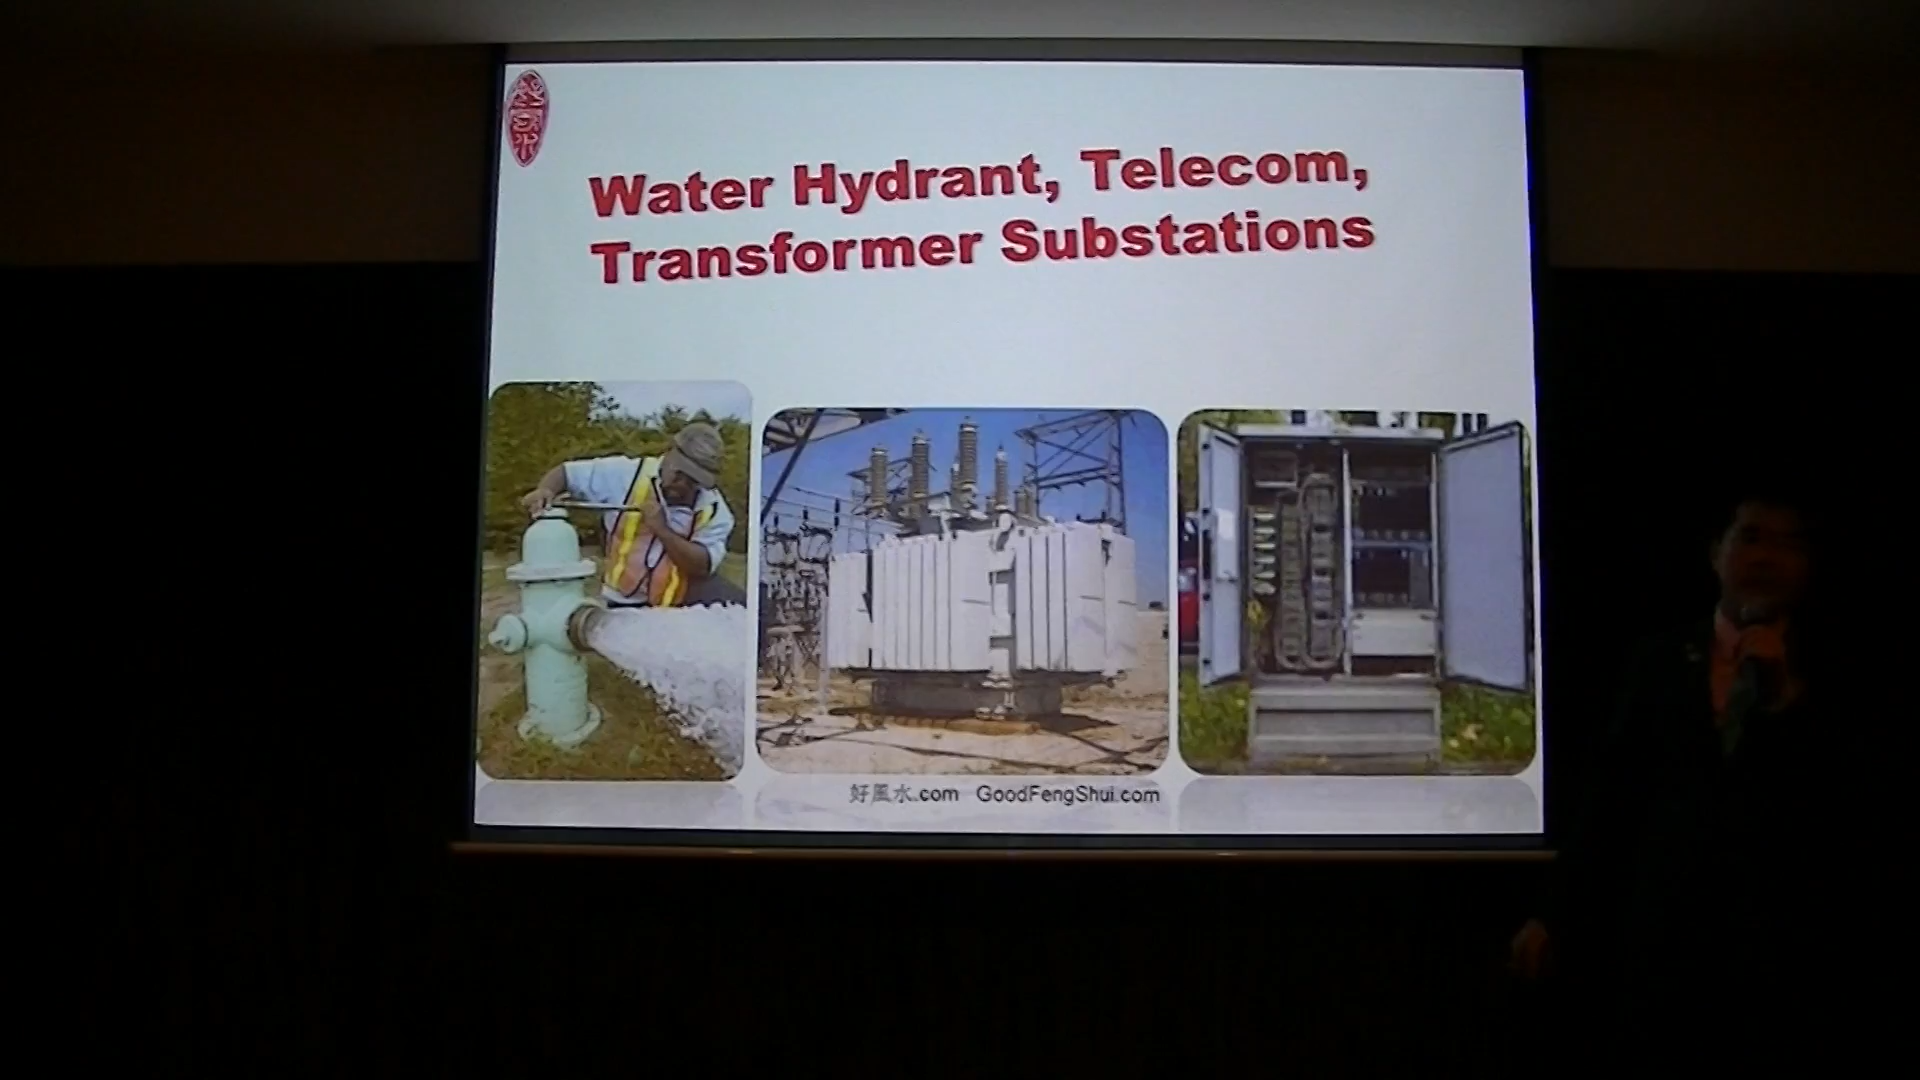 Water Hydrant, Telecom,
Transformer Substations
好風水.com GoodFengShui.com